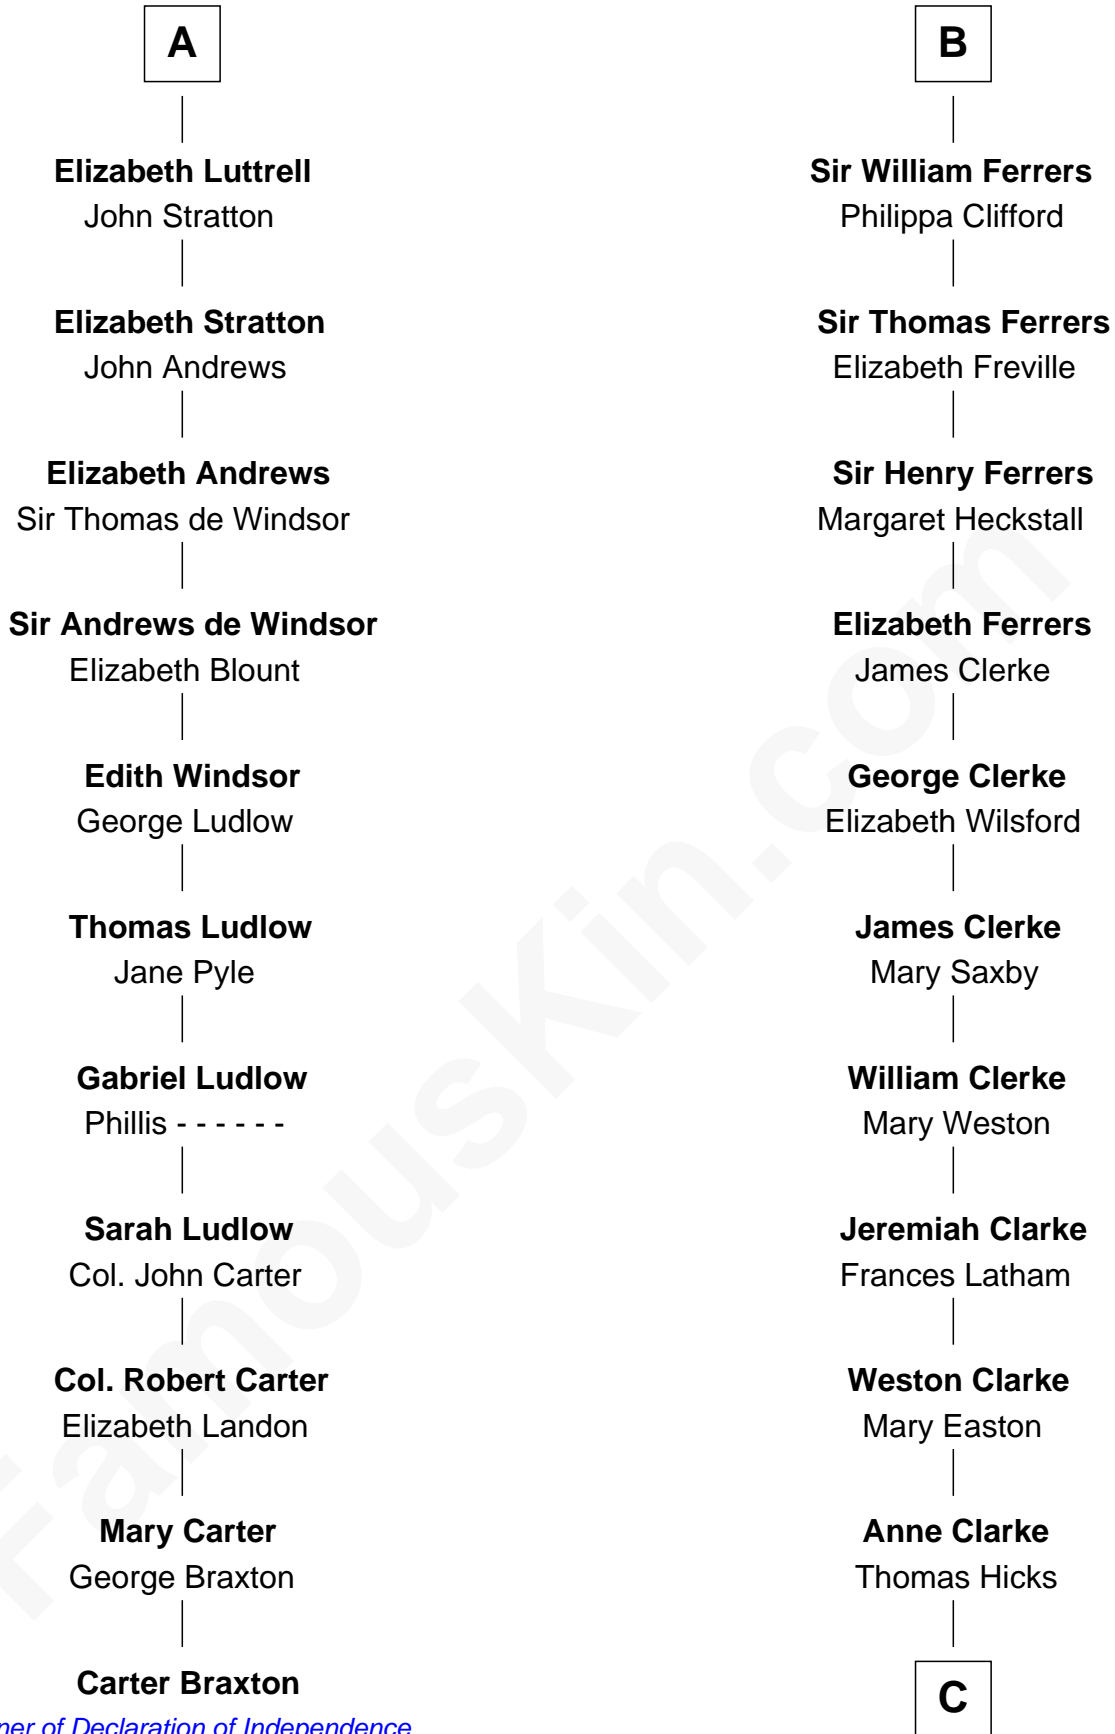 A
Elizabeth Luttrell
John Stratton
Elizabeth Stratton
John Andrews
Elizabeth Andrews
Sir Thomas de Windsor
Sir Andrews de Windsor
Elizabeth Blount
Edith Windsor
George Ludlow
Thomas Ludlow
Jane Pyle
Gabriel Ludlow
Phillis - - - - - -
Sarah Ludlow
Col. John Carter
Col. Robert Carter
Elizabeth Landon
Mary Carter
George Braxton
Carter Braxton
of Declaration of Independence
B
Sir William Ferrers
Philippa Clifford
Sir Thomas Ferrers
Elizabeth Freville
Sir Henry Ferrers
Margaret Heckstall
Elizabeth Ferrers
James Clerke
George Clerke
Elizabeth Wilsford
James Clerke
Mary Saxby
William Clerke
Mary Weston
Jeremiah Clarke
Frances Latham
Weston Clarke
Mary Easton
Anne Clarke
Thomas Hicks
C
FamousKin.com